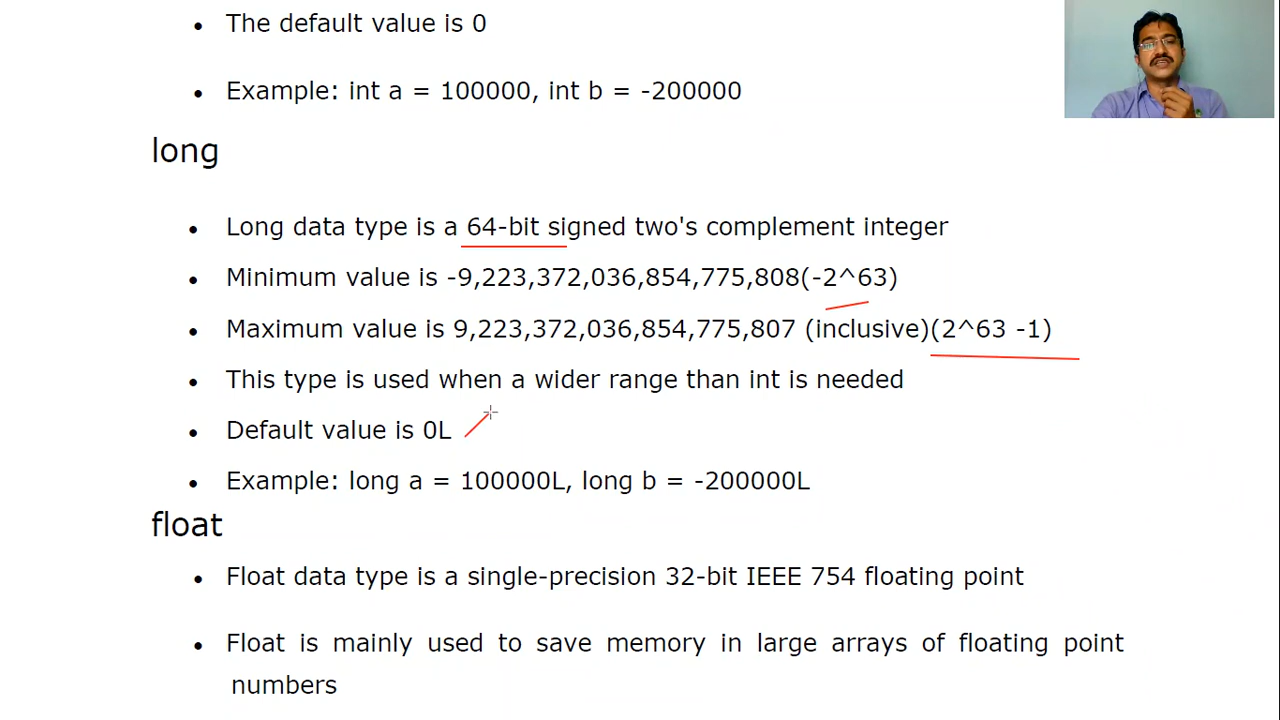 • The default value is 0
• Example: int a = 100000, int b = -200000
long
• Long data type is a 64-bit signed two's complement integer
• Minimum value is -9,223,372,036,854,775,808(-2^63)
• Maximum value is 9,223,372,036,854,775,807 (inclusive)(2^63 -1)
• This type is used when a wider range than int is needed
• Default value is 0L
• Example: long a = 100000L, long b = -200000L
float
• Float data type is a single-precision 32-bit IEEE 754 floating point
• Float is mainly used to save memory in large arrays of floating point
numbers